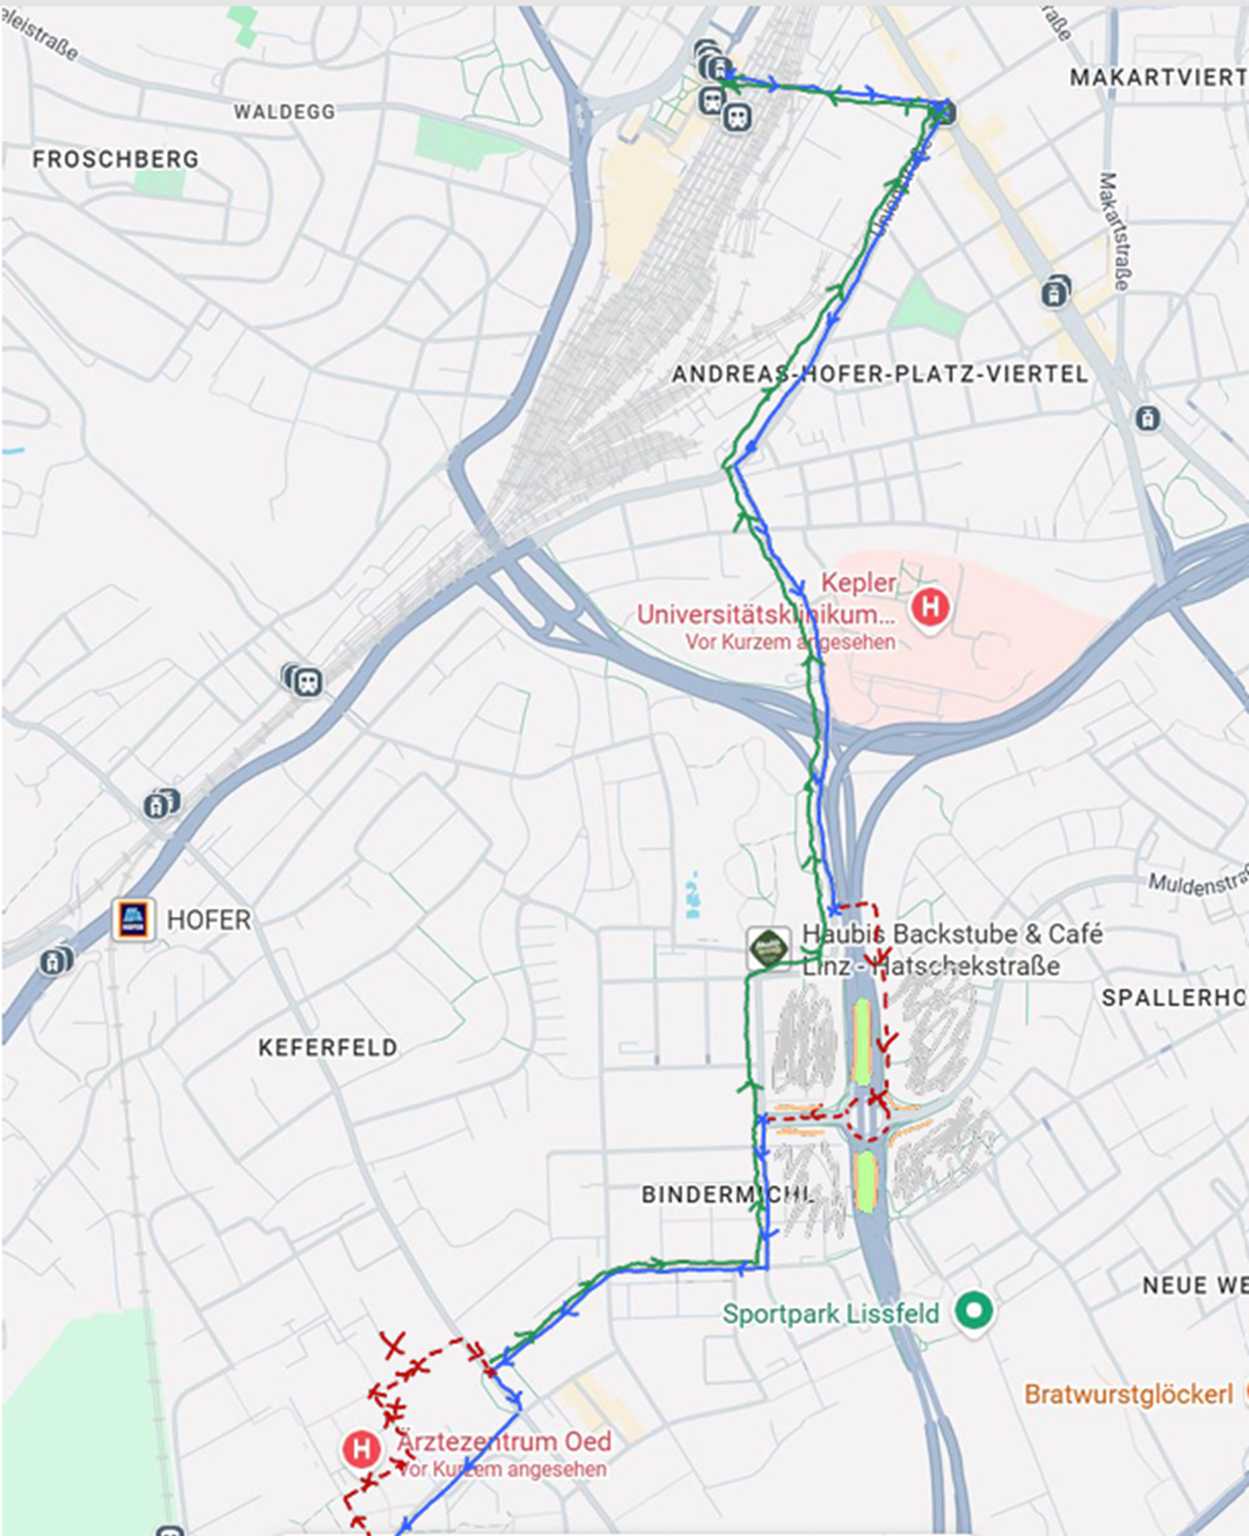 MAKARTVIERT
WALDEGG
FROSCHBERG
Makartstraße
ANDREAS-HOFER-PLATZ-VIERTEL
Kepler
Universitätsklinikum...
Vor Kurzem angesehen
H
HOFER
Muldenstraß
Haubis Backstube & Café
Linz - Hatschekstraße
SPALLERHO
KEFERFELD
BINDERMICHL
NEUE WE
Sportpark Lissfeld
Bratwurstglöckerl
H
Ärztezentrum Oed
Vor Kurzem angesehen